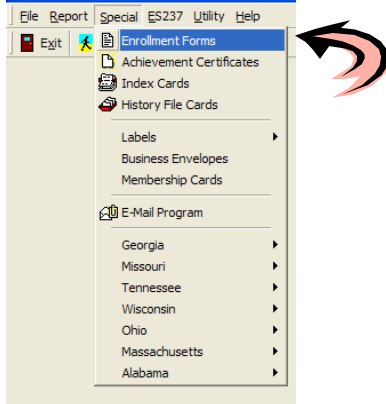 File Report Special ES237 Utility Help
Exit
Enrollment Forms
Achievement Certificates
Index Cards
History File Cards
Labels
Business Envelopes
Membership Cards
E-Mail Program
Georgia
Missouri
Tennessee
Wisconsin
Ohio
Massachusetts
Alabama